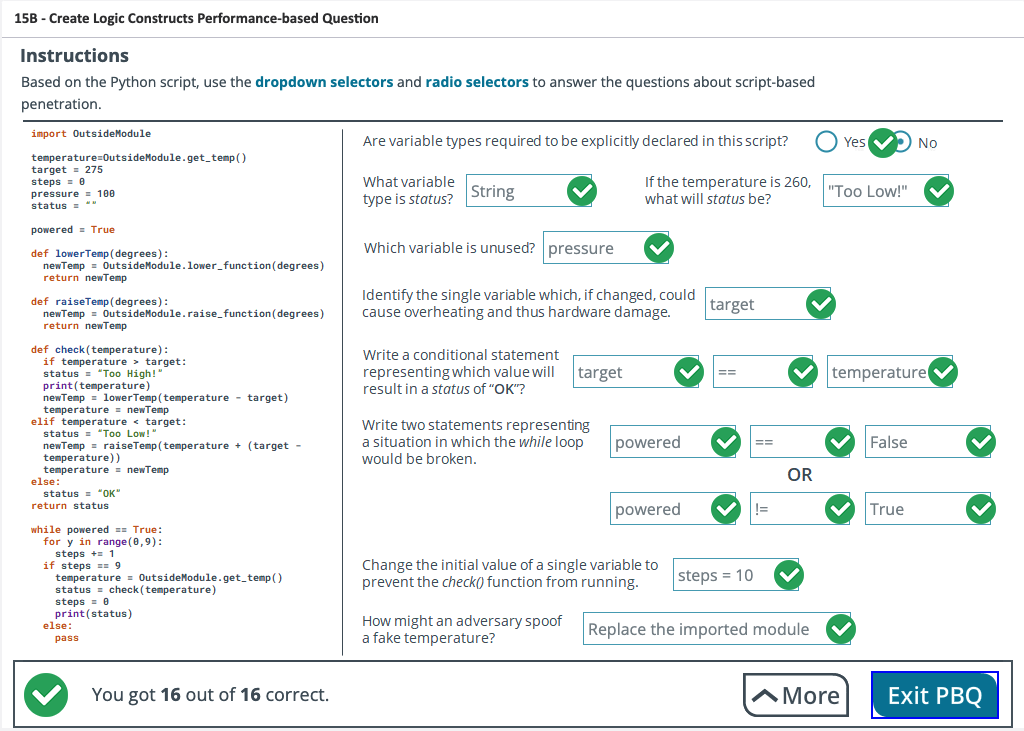 15B - Create Logic Constructs Performance-based Question
Instructions
Based on the Python script, use the dropdown selectors and radio selectors to answer the questions about script-based
penetration.
import OutsideModule
temperature=OutsideModule.get_temp()
target = 275
steps = 0
pressure = 100
status = ""
powered = True
def lowerTemp(degrees):
newTemp = OutsideModule.lower_function(degrees)
return newTemp
def raiseTemp(degrees):
newTemp = OutsideModule.raise_function(degrees)
return newTemp
def check(temperature):
if temperature > target:
status = "Too High!"
print(temperature)
newTemp = lowerTemp(temperature - target)
temperature = newTemp
elif temperature < target:
status = "Too Low!"
newTemp = raiseTemp(temperature + (target -
temperature))
temperature = newTemp
else:
status = "OK"
return status
while powered == True:
for y in range(0,9):
steps += 1
if steps == 9
temperature = OutsideModule.get_temp()
status = check(temperature)
steps = 0
print(status)
else:
pass
Are variable types required to be explicitly declared in this script? Yes No
What variable
type is status?
String
If the temperature is 260,
what will status be?
"Too Low!"
Which variable is unused? pressure
Identify the single variable which, if changed, could
cause overheating and thus hardware damage.
target
Write a conditional statement
representing which value will
result in a status of "OK"?
target == temperature
Write two statements representing
a situation in which the while loop
would be broken.
powered == False
OR
powered != True
Change the initial value of a single variable to
prevent the check() function from running.
steps = 10
How might an adversary spoof
a fake temperature?
Replace the imported module
You got 16 out of 16 correct.
More
Exit PBQ